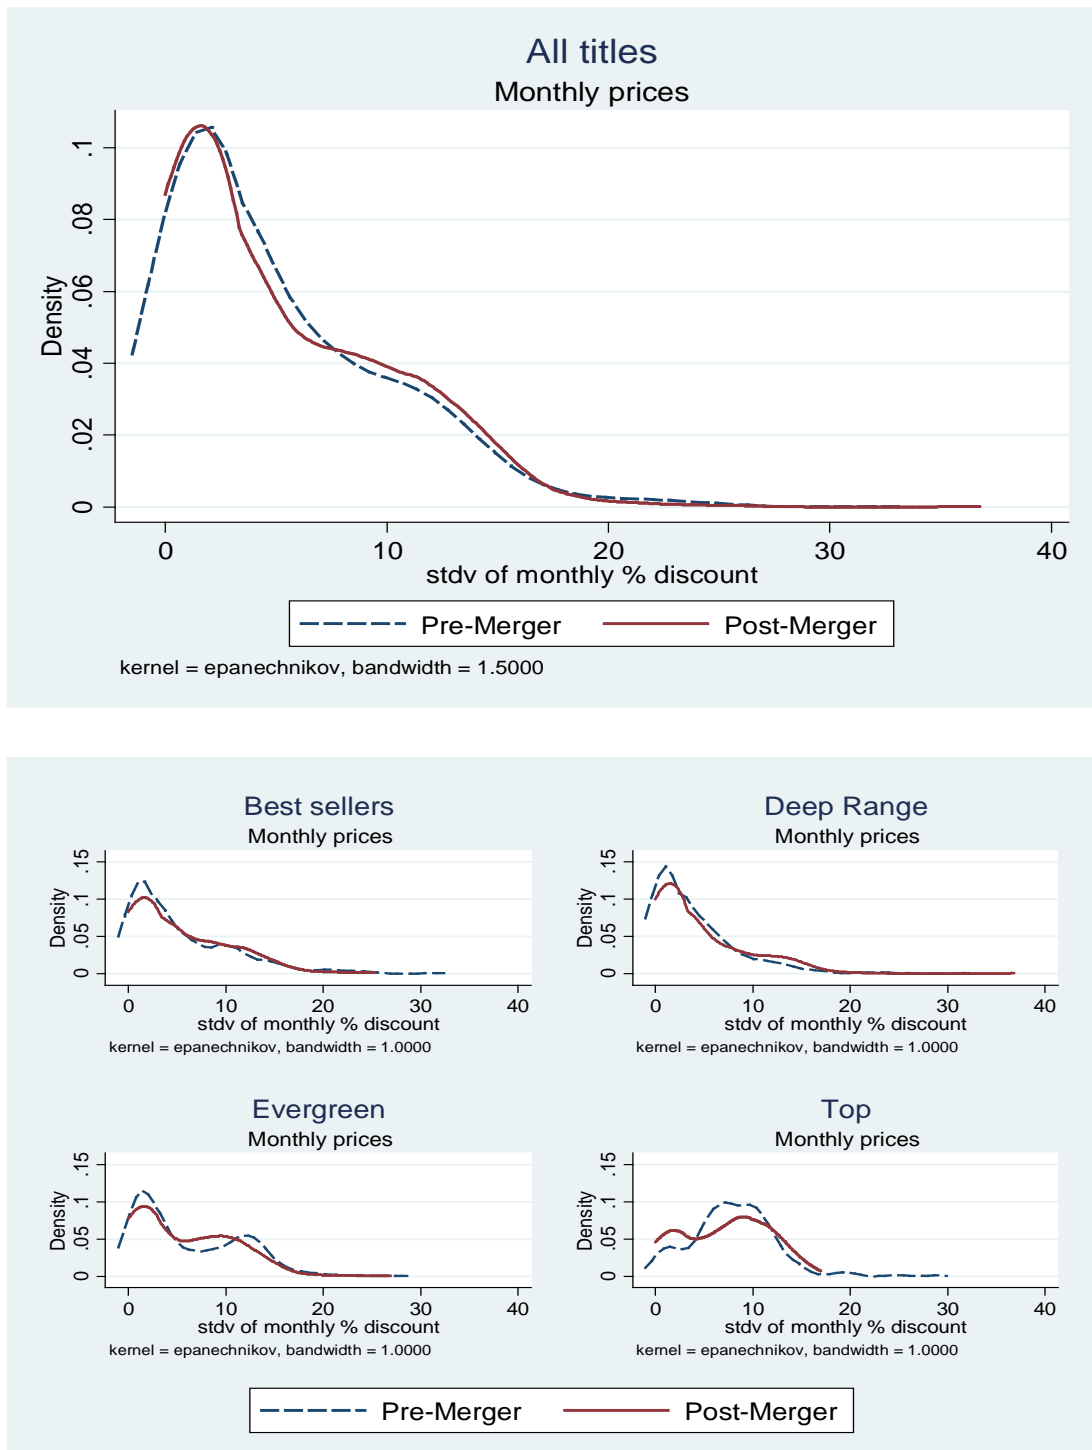 All titles
Monthly prices
Density
.1
.08
.06
.04
.02
0
0 10 20 30 40
stdv of monthly % discount
Pre-Merger Post-Merger
kernel = epanechnikov, bandwidth = 1.5000
Best sellers
Monthly prices
Density
.15
.1
.05
0
0 10 20 30 40
stdv of monthly % discount
kernel = epanechnikov, bandwidth = 1.0000
Deep Range
Monthly prices
Density
.15
.1
.05
0
0 10 20 30 40
stdv of monthly % discount
kernel = epanechnikov, bandwidth = 1.0000
Evergreen
Monthly prices
Density
.15
.1
.05
0
0 10 20 30 40
stdv of monthly % discount
kernel = epanechnikov, bandwidth = 1.0000
Top
Monthly prices
Density
.15
.1
.05
0
0 10 20 30 40
stdv of monthly % discount
kernel = epanechnikov, bandwidth = 1.0000
Pre-Merger Post-Merger